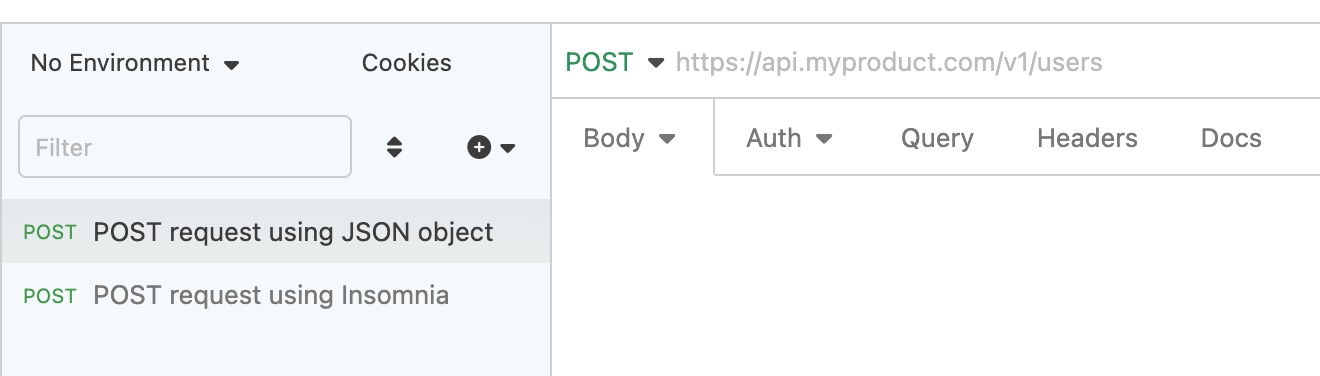 No Environment
Cookies
Filter
POST POST request using JSON object
POST POST request using Insomnia
POST https://api.myproduct.com/v1/users
Body Auth Query Headers Docs